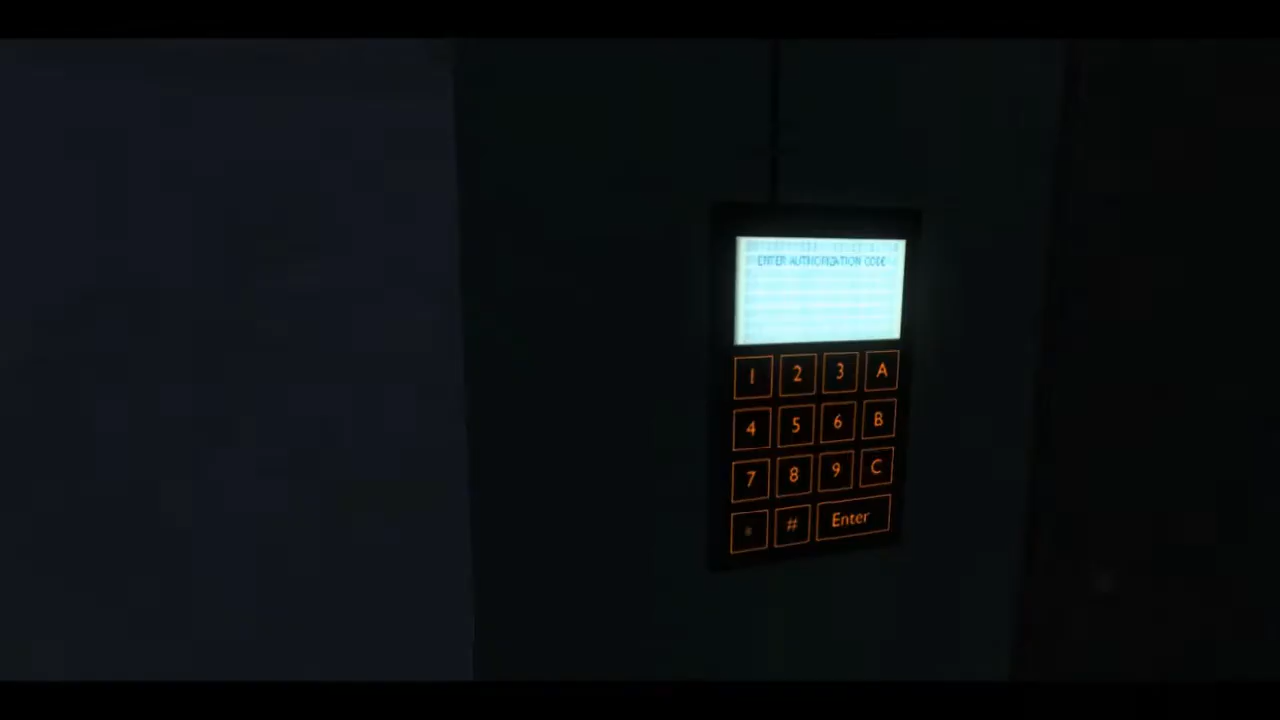 ENTER AUTHORIZATION CODE
1 2 3 A
4 5 6 B
7 8 9 C
* # Enter